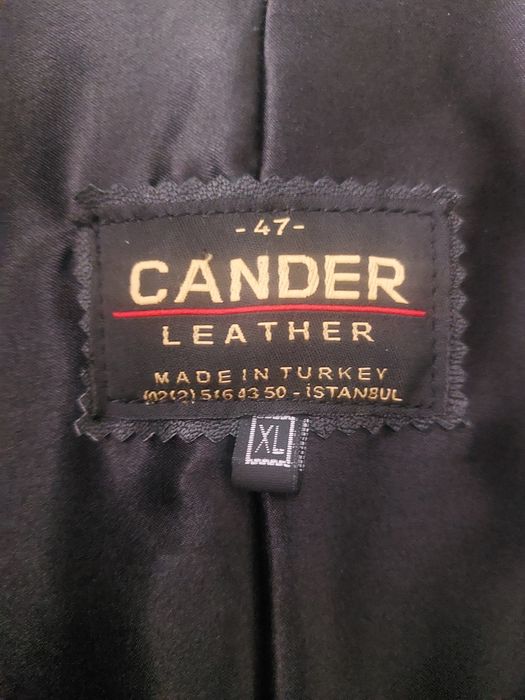 -47-
CANDER
LEATHER
MADE IN TURKEY
(0212) 516 43 50 - İSTANBUL
XL